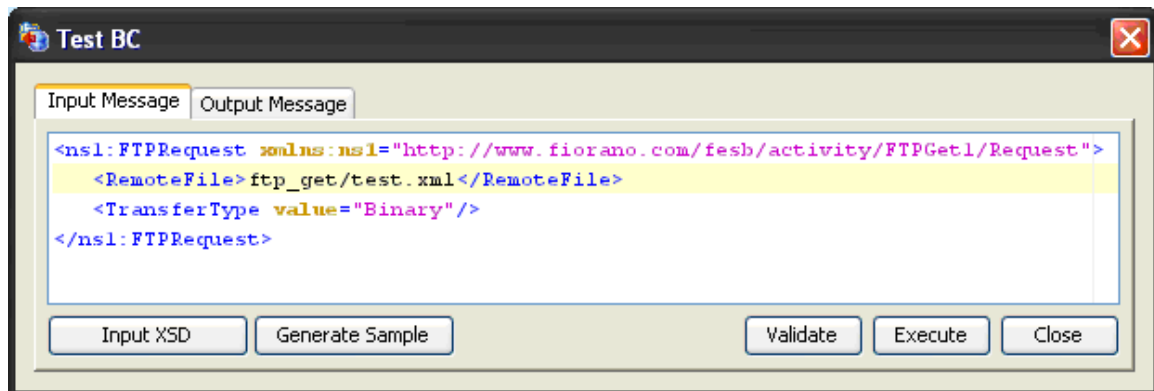 Test BC
Input Message Output Message
<ns1:FTPRequest xmlns:ns1="http://www.fiorano.com/fesb/activity/FTPGet1/Request">
<RemoteFile>ftp_get/test.xml</RemoteFile>
<TransferType value="Binary"/>
</ns1:FTPRequest>
Input XSD Generate Sample Validate Execute Close